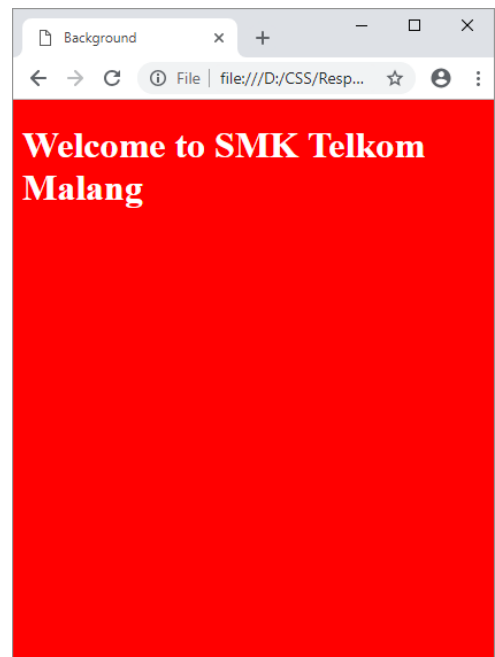 Background
File | file:///D:/CSS/Resp...
Welcome to SMK Telkom
Malang